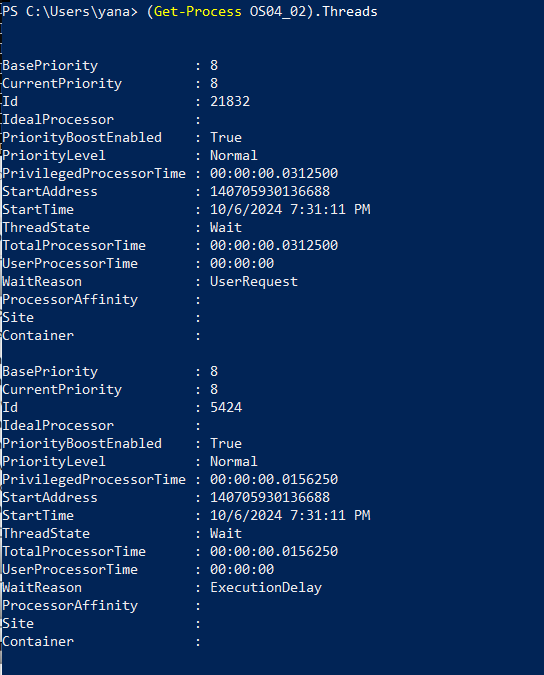 PS C:\Users\yana> (Get-Process OS04_02).Threads
BasePriority : 8
CurrentPriority : 8
Id : 21832
IdealProcessor :
PriorityBoostEnabled : True
PriorityLevel : Normal
PrivilegedProcessorTime : 00:00:00.0312500
StartAddress : 140705930136688
StartTime : 10/6/2024 7:31:11 PM
ThreadState : Wait
TotalProcessorTime : 00:00:00.0312500
UserProcessorTime : 00:00:00
WaitReason : UserRequest
ProcessorAffinity :
Site :
Container :
BasePriority : 8
CurrentPriority : 8
Id : 5424
IdealProcessor :
PriorityBoostEnabled : True
PriorityLevel : Normal
PrivilegedProcessorTime : 00:00:00.0156250
StartAddress : 140705930136688
StartTime : 10/6/2024 7:31:11 PM
ThreadState : Wait
TotalProcessorTime : 00:00:00.0156250
UserProcessorTime : 00:00:00
WaitReason : ExecutionDelay
ProcessorAffinity :
Site :
Container :